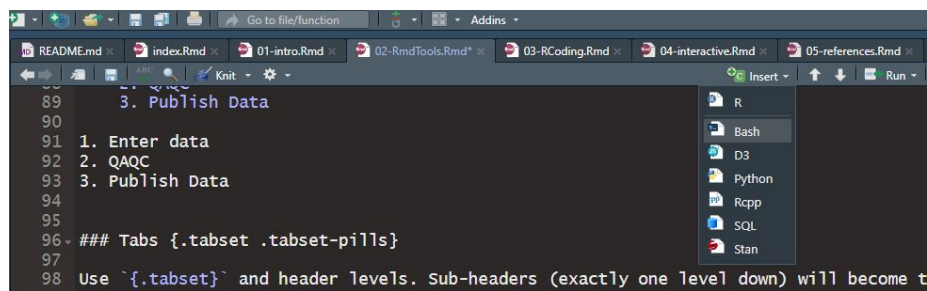 Go to file/function Addins
README.md index.Rmd 01-intro.Rmd 02-RmdTools.Rmd* 03-RCoding.Rmd 04-interactive.Rmd 05-references.Rmd
ABC Knit Insert Run
89 3. Publish Data
R
90
91 1. Enter data
Bash
92 2. QAQC
D3
93 3. Publish Data
Python
94
Rcpp
95
SQL
96 ### Tabs {.tabset .tabset-pills}
Stan
97
98 Use `{.tabset}` and header levels. Sub-headers (exactly one level down) will become t